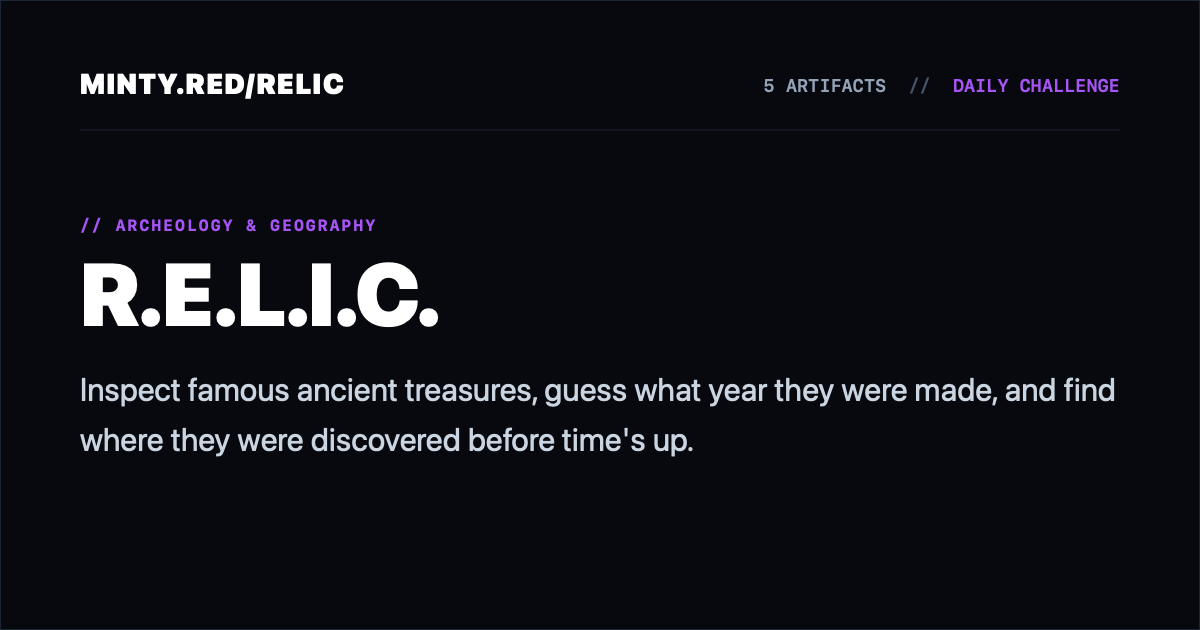 MINTY.RED/RELIC
5 ARTIFACTS // DAILY CHALLENGE
// ARCHEOLOGY & GEOGRAPHY
R.E.L.I.C.
Inspect famous ancient treasures, guess what year they were made, and find
where they were discovered before time's up.